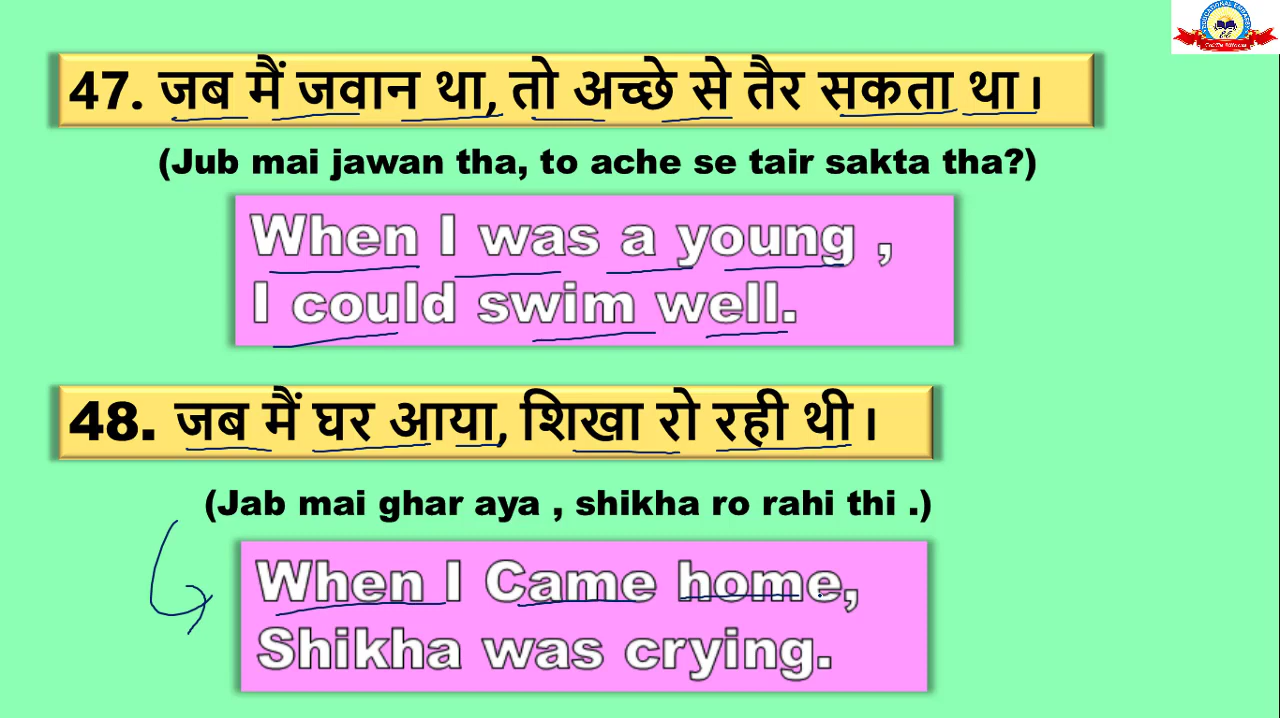 47. जब मैं जवान था, तो अच्छे से तैर सकता था।
(Jub mai jawan tha, to ache se tair sakta tha?)
When I was a young ,
I could swim well.
48. जब मैं घर आया, शिखा रो रही थी।
(Jab mai ghar aya , shikha ro rahi thi .)
When I Came home,
Shikha was crying.